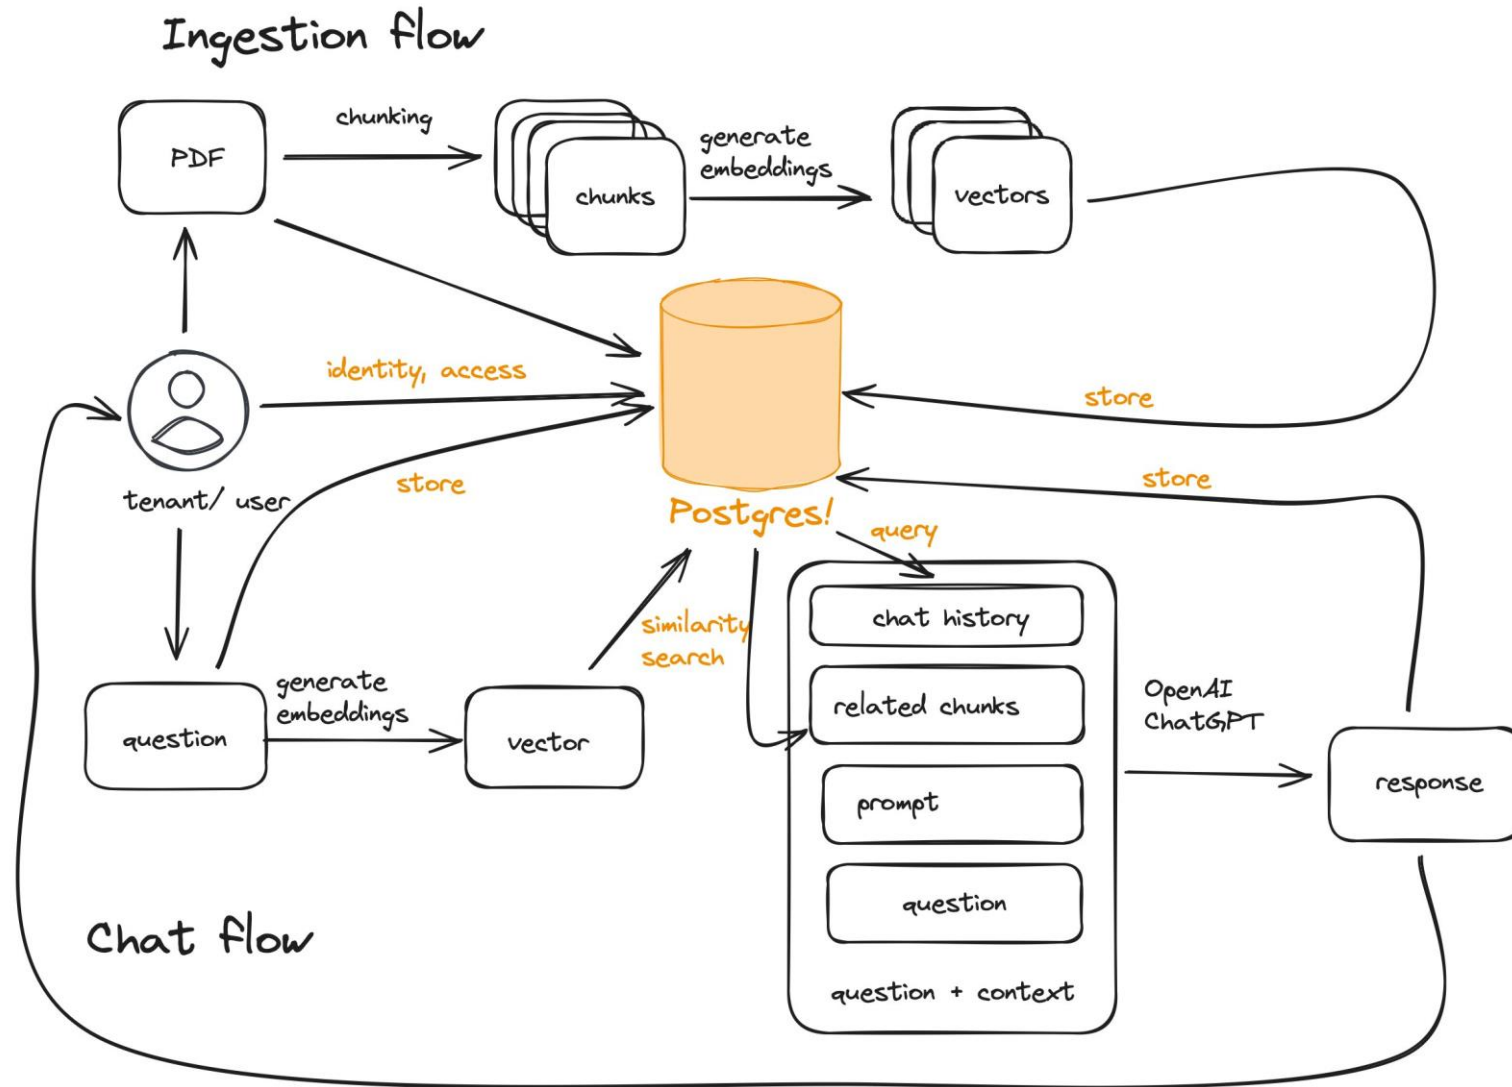 Ingestion flow
PDF
chunking
chunks
generate
embeddings
vectors
identity, access
store
tenant/ user
store
Postgres!
store
query
similarity
search
question
generate
embeddings
vector
chat history
related chunks
prompt
question
question + context
OpenAI
ChatGPT
response
Chat flow